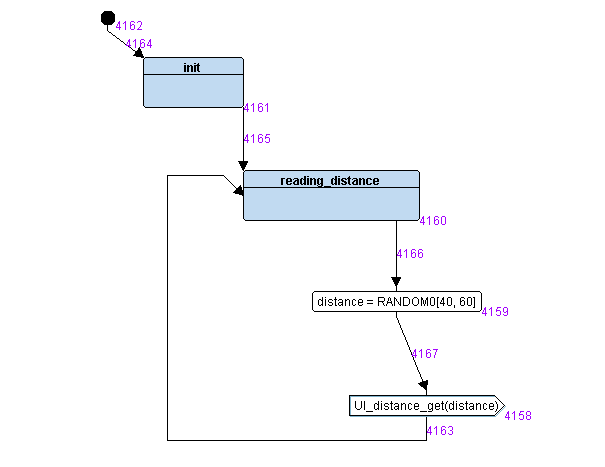 4162
4164
init
4161
4165
reading_distance
4160
4166
distance = RANDOM0[40, 60]
4159
4167
UI_distance_get(distance)
4158
4163